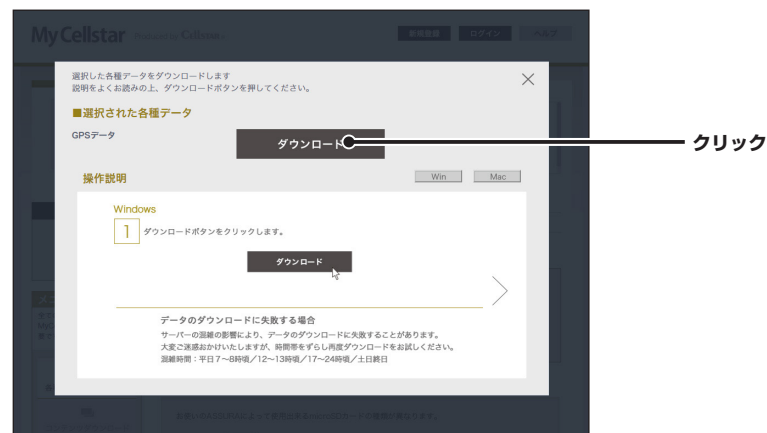 My Cellstar Powered by Cellstar
新規登録 ログイン ヘルプ
選択した各種データをダウンロードします
説明をよくお読みの上、ダウンロードボタンを押してください。
■選択された各種データ
GPSデータ
ダウンロード
クリック
操作説明
Win Mac
Windows
1 ダウンロードボタンをクリックします。
ダウンロード
データのダウンロードに失敗する場合
サーバーの混雑の影響により、データのダウンロードに失敗することがあります。
大変ご迷惑おかけいたしますが、時間帯をずらし再度ダウンロードをお試しください。
混雑時間：平日7〜8時頃／12〜13時頃／17〜24時頃／土日終日